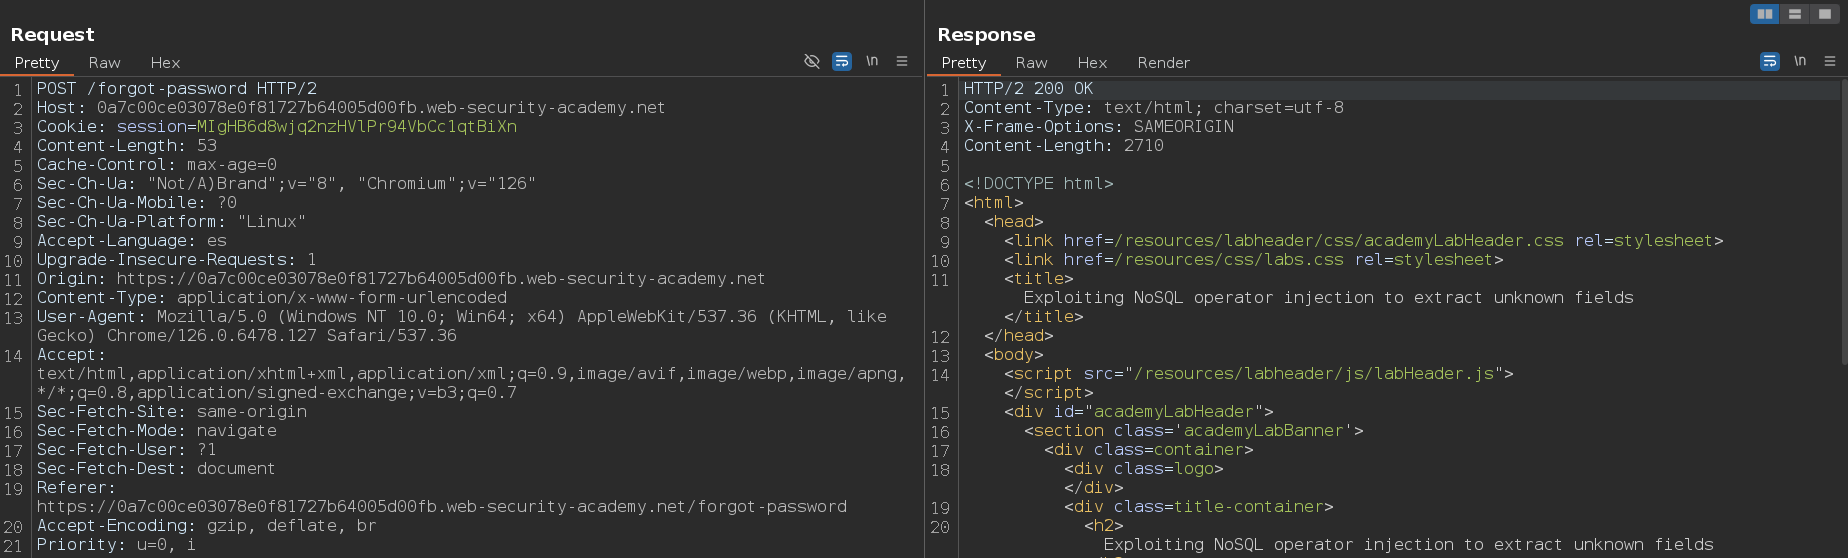 Request
Pretty Raw Hex
\n
1 POST /forgot-password HTTP/2
2 Host: 0a7c00ce03078e0f81727b64005d00fb.web-security-academy.net
3 Cookie: session=MIgHB6d8wjq2nzHVlPr94VbCc1qtBiXn
4 Content-Length: 53
5 Cache-Control: max-age=0
6 Sec-Ch-Ua: "Not/A)Brand";v="8", "Chromium";v="126"
7 Sec-Ch-Ua-Mobile: ?0
8 Sec-Ch-Ua-Platform: "Linux"
9 Accept-Language: es
10 Upgrade-Insecure-Requests: 1
11 Origin: https://0a7c00ce03078e0f81727b64005d00fb.web-security-academy.net
12 Content-Type: application/x-www-form-urlencoded
13 User-Agent: Mozilla/5.0 (Windows NT 10.0; Win64; x64) AppleWebKit/537.36 (KHTML, like
Gecko) Chrome/126.0.6478.127 Safari/537.36
14 Accept:
text/html,application/xhtml+xml,application/xml;q=0.9,image/avif,image/webp,image/apng,
*/*;q=0.8,application/signed-exchange;v=b3;q=0.7
15 Sec-Fetch-Site: same-origin
16 Sec-Fetch-Mode: navigate
17 Sec-Fetch-User: ?1
18 Sec-Fetch-Dest: document
19 Referer:
https://0a7c00ce03078e0f81727b64005d00fb.web-security-academy.net/forgot-password
20 Accept-Encoding: gzip, deflate, br
21 Priority: u=0, i
Response
Pretty Raw Hex Render
\n
1 HTTP/2 200 OK
2 Content-Type: text/html; charset=utf-8
3 X-Frame-Options: SAMEORIGIN
4 Content-Length: 2710
5
6 <!DOCTYPE html>
7 <html>
8 <head>
9 <link href=/resources/labheader/css/academyLabHeader.css rel=stylesheet>
10 <link href=/resources/css/labs.css rel=stylesheet>
11 <title>
Exploiting NoSQL operator injection to extract unknown fields
</title>
12 </head>
13 <body>
14 <script src="/resources/labheader/js/labHeader.js">
</script>
15 <div id="academyLabHeader">
16 <section class='academyLabBanner'>
17 <div class=container>
18 <div class=logo>
</div>
19 <div class=title-container>
20 <h2>
Exploiting NoSQL operator injection to extract unknown fields